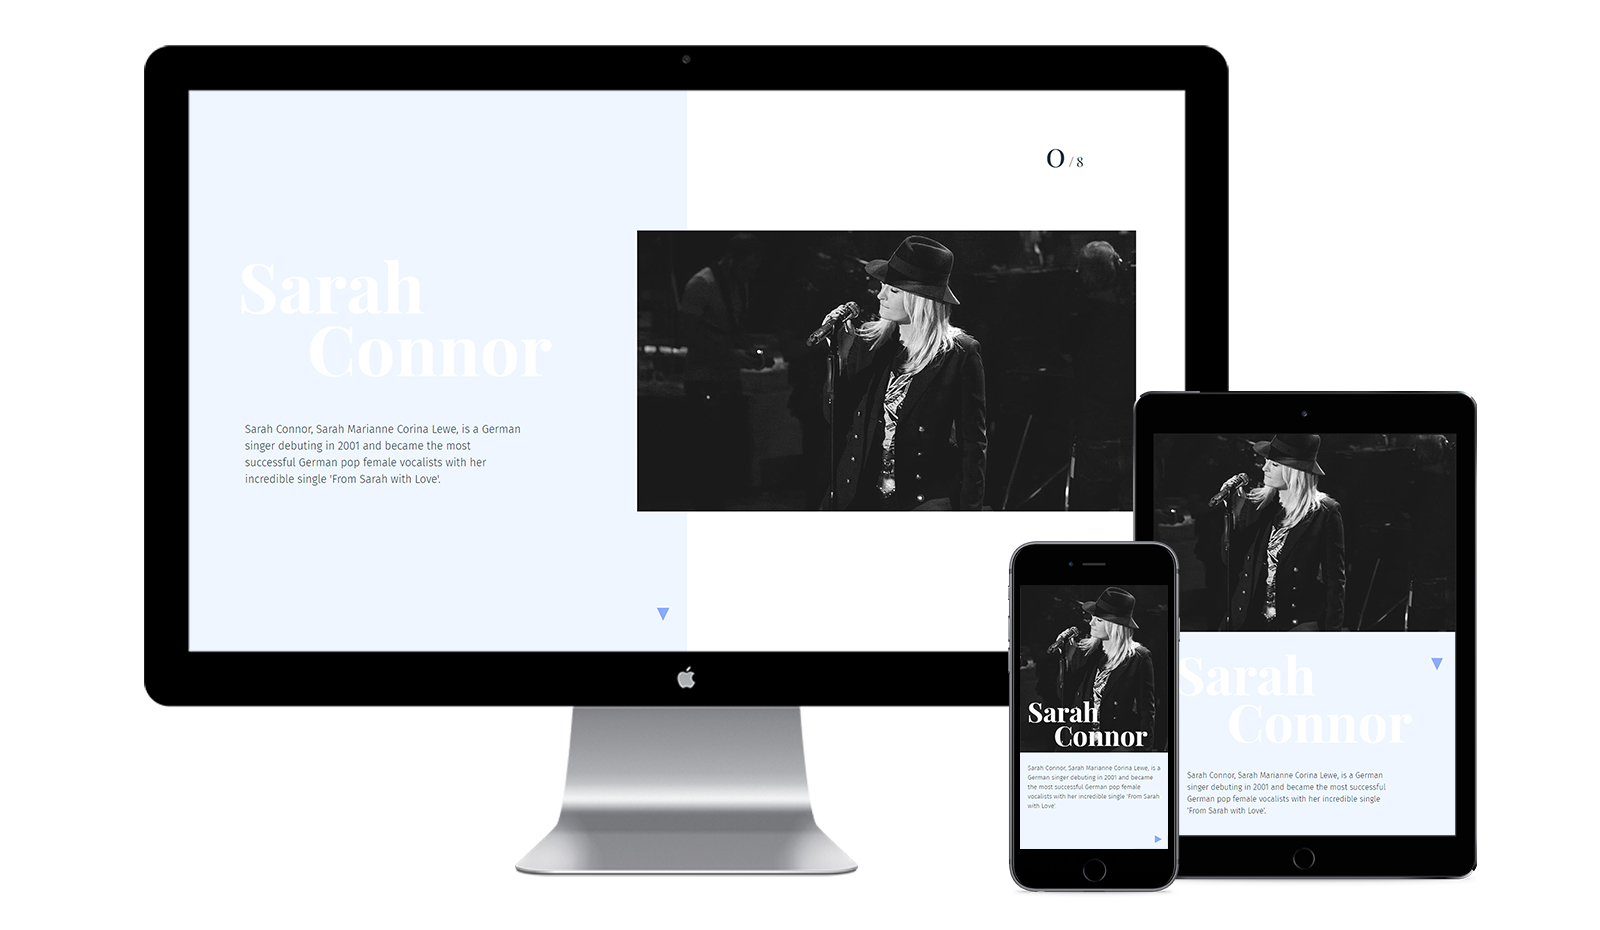 O / 8
Sarah
Connor
Sarah Connor, Sarah Marianne Corina Lewe, is a German
singer debuting in 2001 and became the most
successful German pop female vocalists with her
incredible single 'From Sarah with Love'.
Sarah
Connor
Sarah Connor, Sarah Marianne Corina Lewe, is a
German singer debuting in 2001 and became
the most successful German pop female
vocalists with her incredible single 'From Sarah
with Love'.
Sarah
Connor
Sarah Connor, Sarah Marianne Corina Lewe, is a German
singer debuting in 2001 and became the most successful
German pop female vocalists with her incredible single
'From Sarah with Love'.